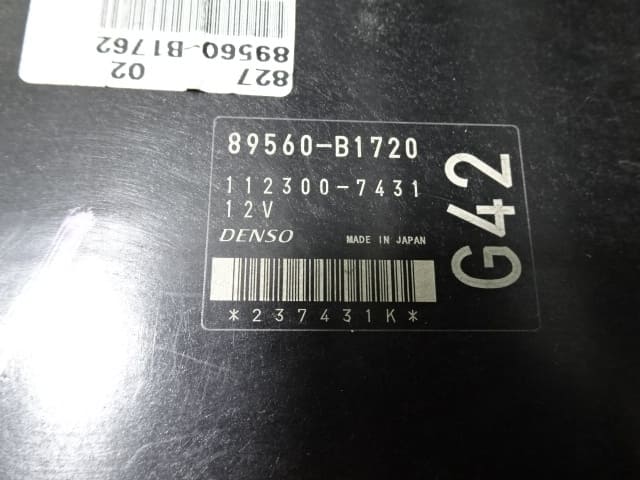 827 02
89560-B1762
89560-B1720
112300-7431
12V
DENSO MADE IN JAPAN
G42
*237431K*